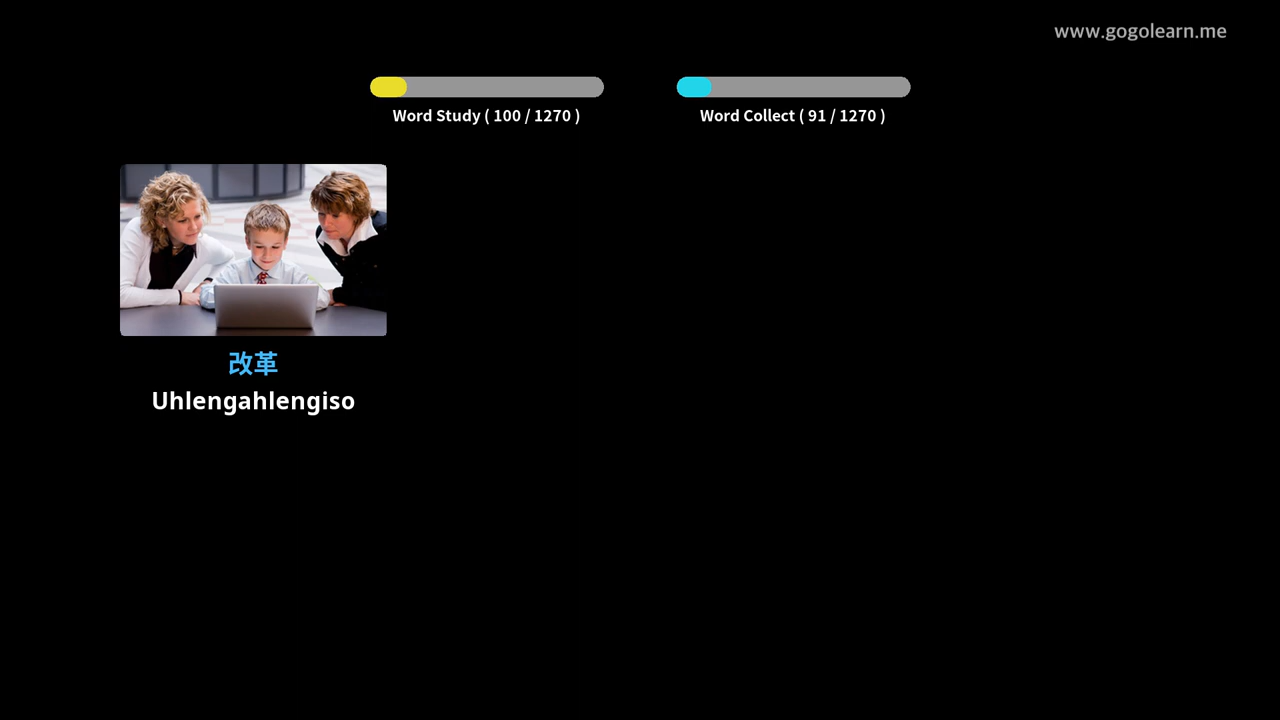 www.gogolearn.me
Word Study ( 100 / 1270 )
Word Collect ( 91 / 1270 )
改革
Uhlengahlengiso